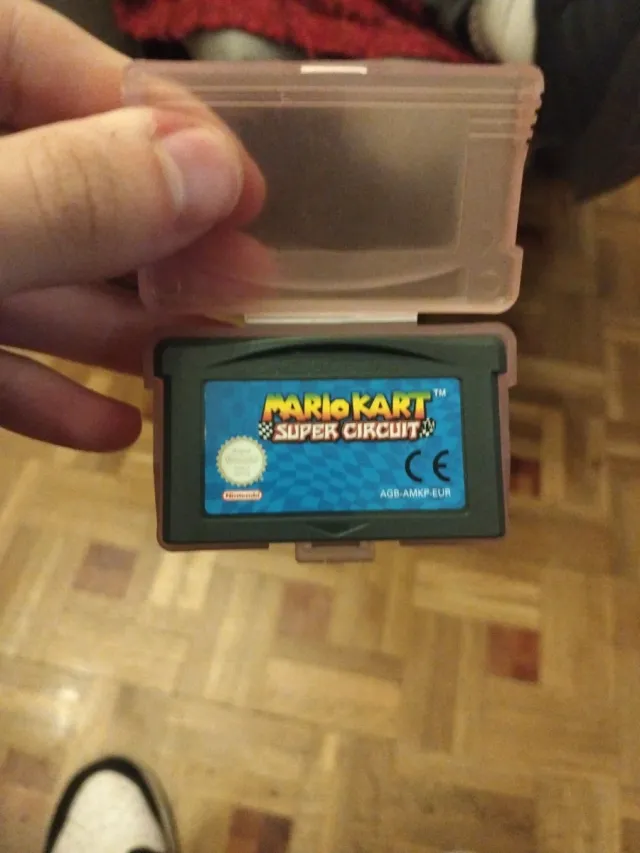 MARIO KART™
SUPER CIRCUIT
CE
Nintendo
AGB-AMKP-EUR